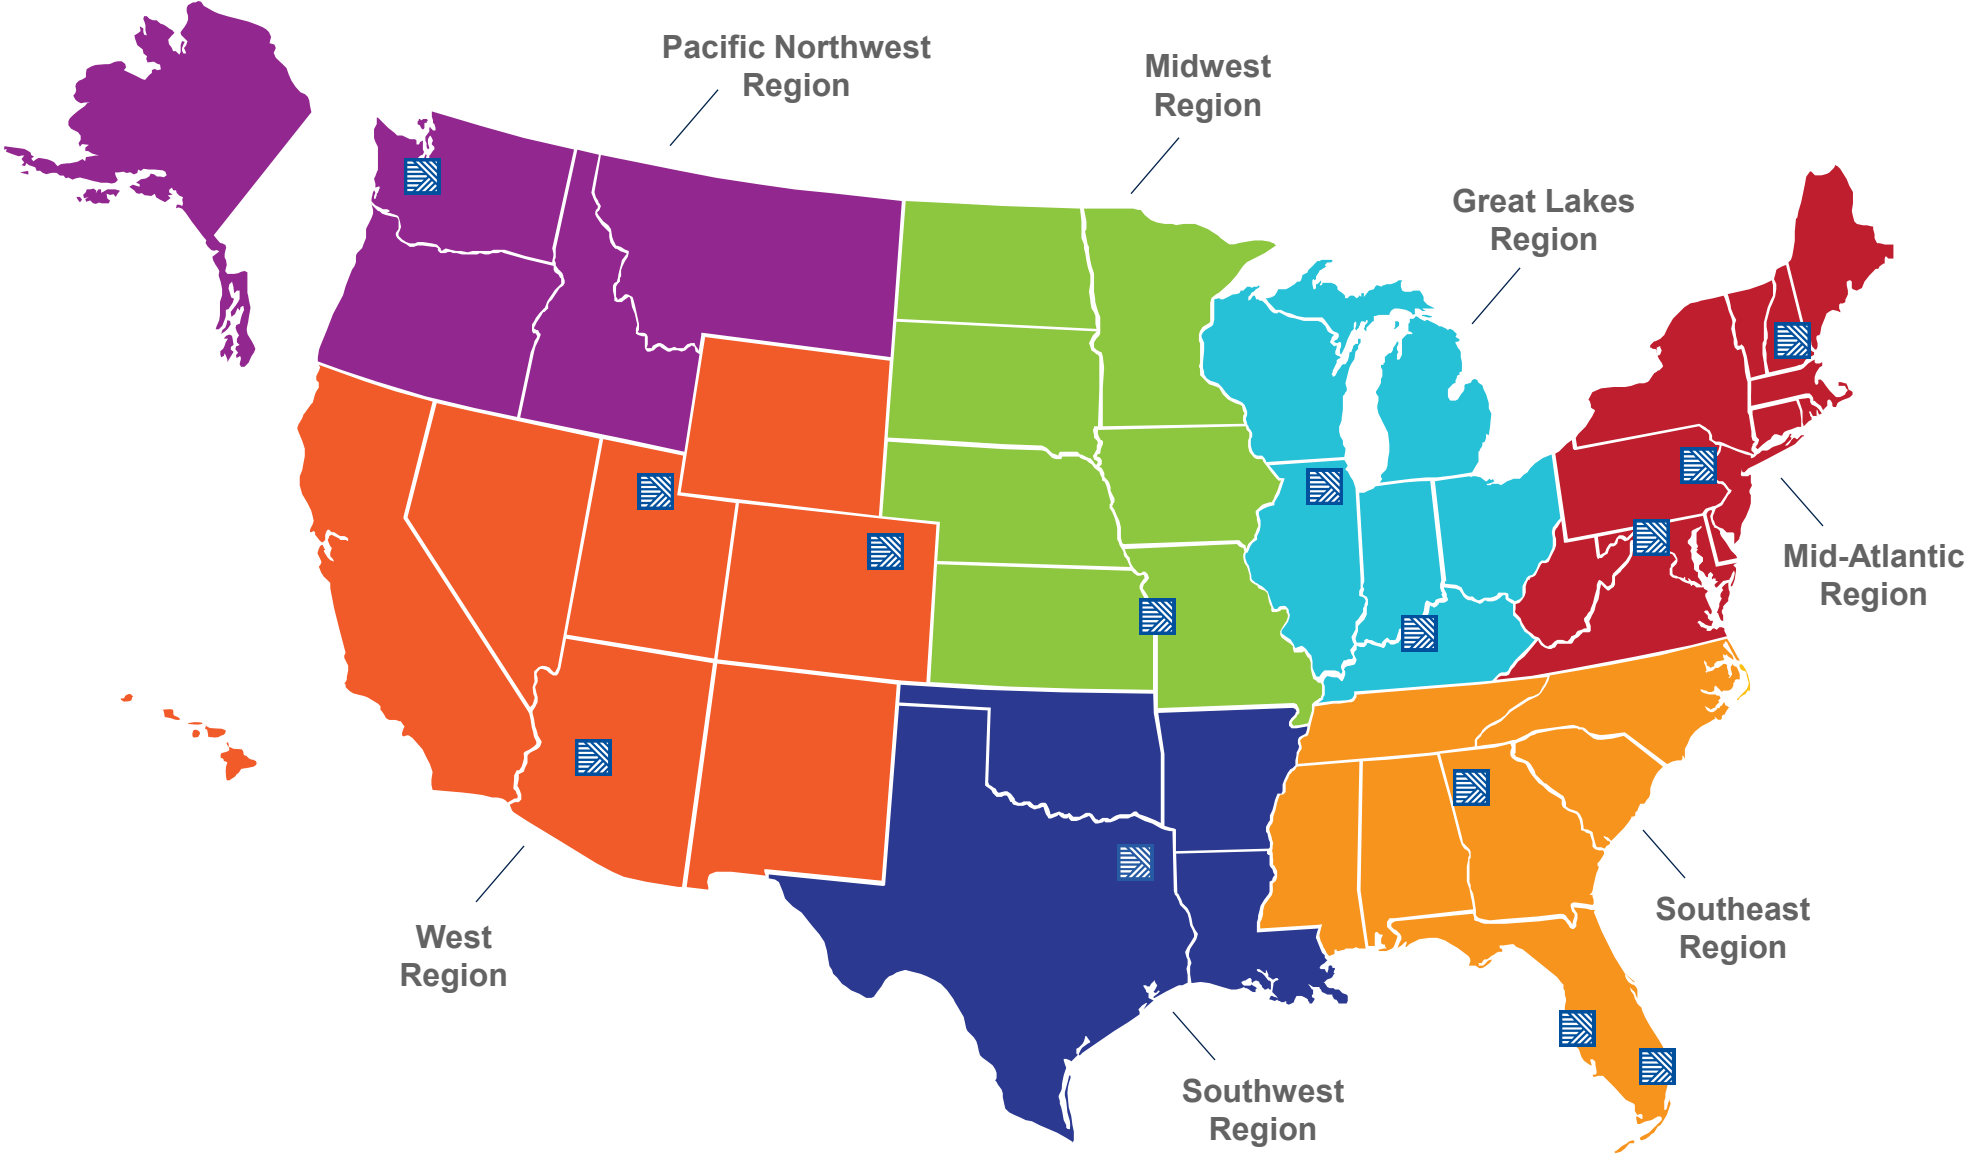 Pacific Northwest
Region
Midwest
Region
Great Lakes
Region
Mid-Atlantic
Region
Southeast
Region
West
Region
Southwest
Region